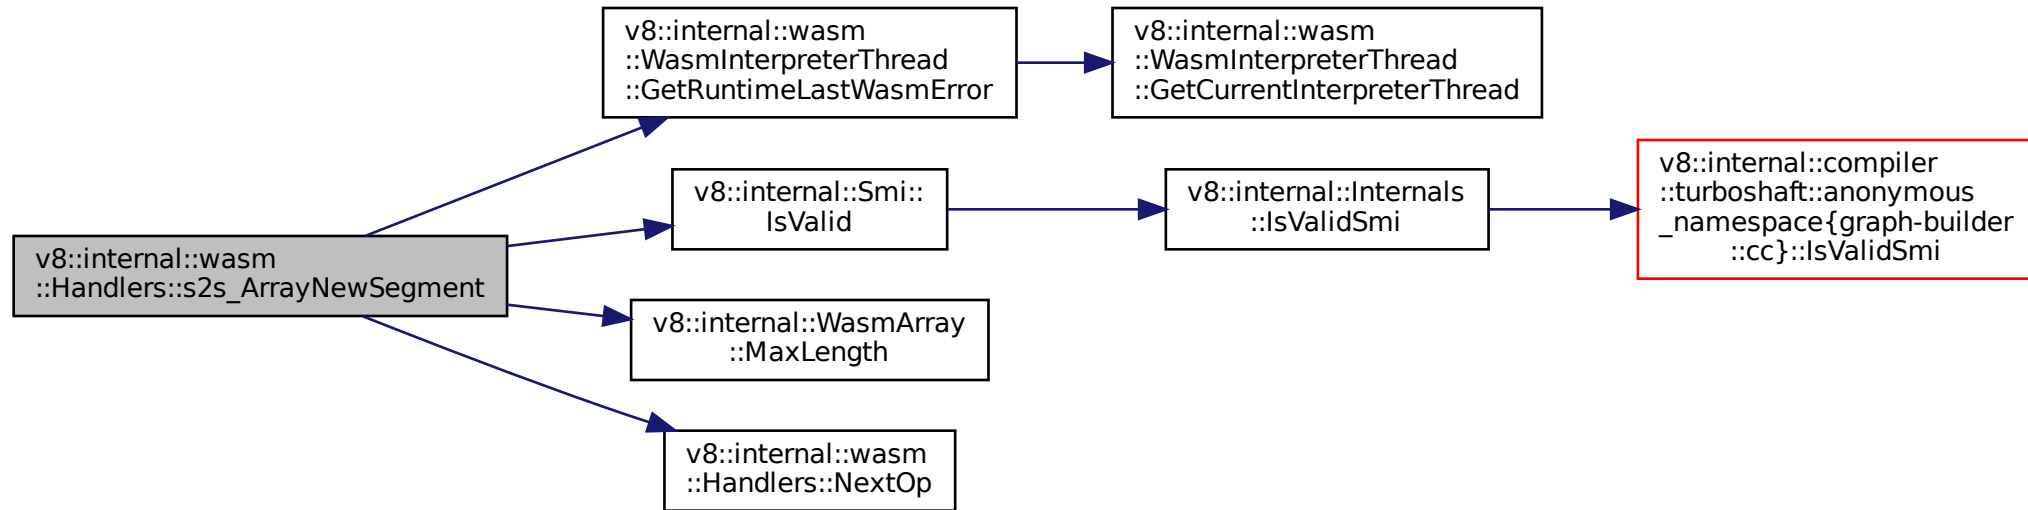 v8::internal::wasm
::WasmInterpreterThread
::GetRuntimeLastWasmError
v8::internal::wasm
::WasmInterpreterThread
::GetCurrentInterpreterThread
v8::internal::compiler
::turboshaft::anonymous
_namespace{graph-builder
::cc}::IsValidSmi
v8::internal::Smi::
IsValid
v8::internal::Internals
::IsValidSmi
v8::internal::wasm
::Handlers::s2s_ArrayNewSegment
v8::internal::WasmArray
::MaxLength
v8::internal::wasm
::Handlers::NextOp